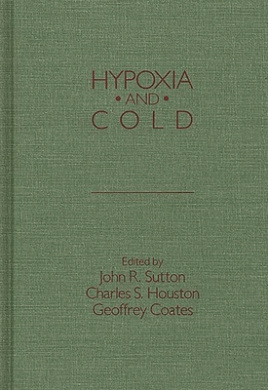 HYPOXIA
• AND •
COLD
Edited by
John R. Sutton
Charles S. Houston
Geoffrey Coates